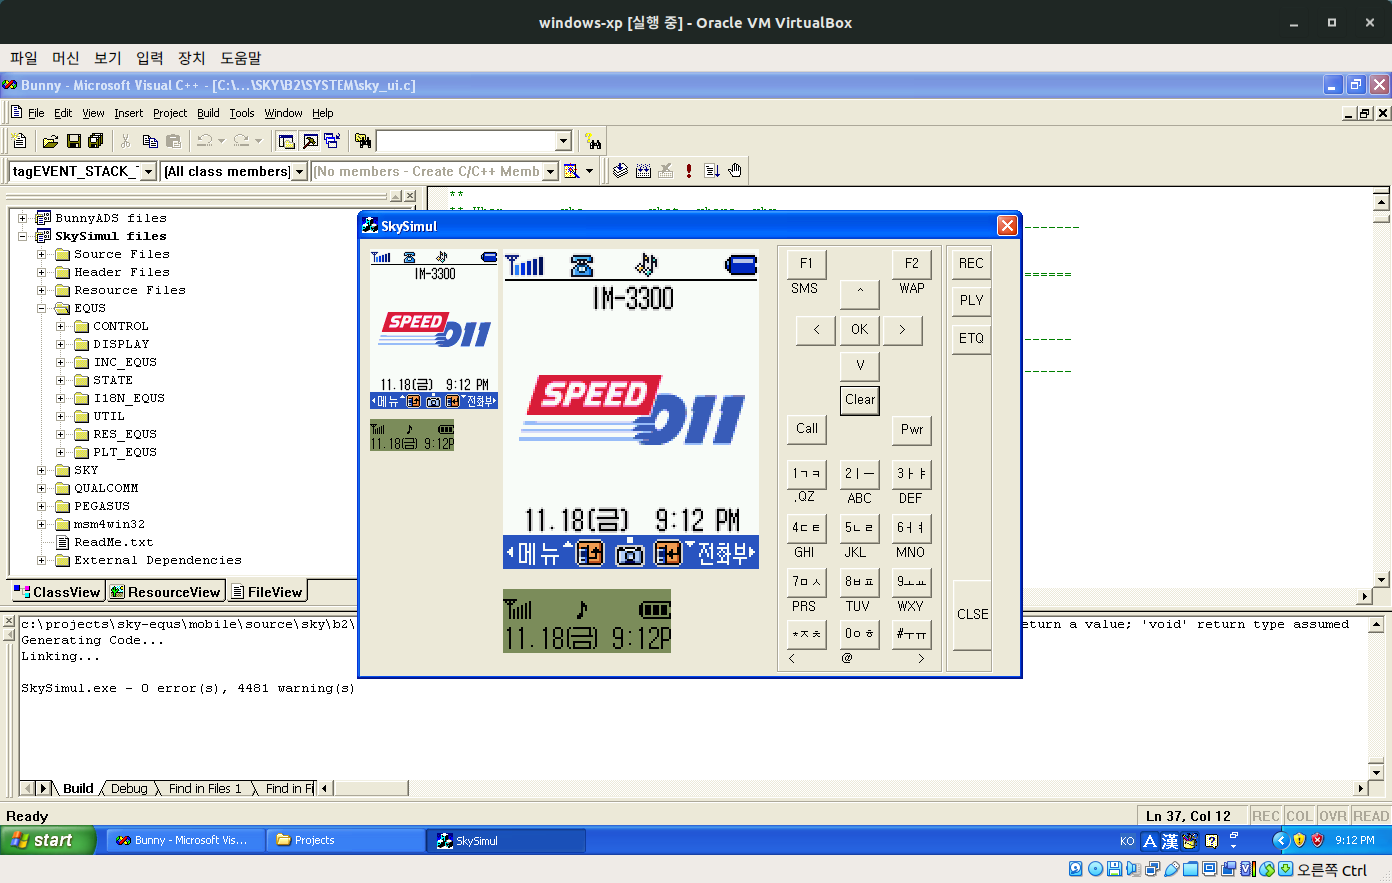 windows-xp [실행 중] - Oracle VM VirtualBox
파일 머신 보기 입력 장치 도움말
Bunny - Microsoft Visual C++ - [C:\...\SKY\B2\SYSTEM\sky_ui.c]
File Edit View Insert Project Build Tools Window Help
tagEVENT_STACK_ [All class members] (No members - Create C/C++ Memb
BunnyADS files
SkySimul files
Source Files
Header Files
Resource Files
EQUS
CONTROL
DISPLAY
INC_EQUS
STATE
I18N_EQUS
UTIL
RES_EQUS
PLT_EQUS
SKY
QUALCOMM
PEGASUS
msm4win32
ReadMe.txt
External Dependencies
ClassView ResourceView FileView
**
SkySimul
IM-3300
SPEED 011
11.18(금) 9:12 PM
메뉴 전화부
11.18(금) 9:12P
IM-3300
SPEED 011
11.18(금) 9:12 PM
메뉴 전화부
11.18(금) 9:12P
F1 F2
SMS WAP
^
< OK >
V
Clear
Call Pwr
1ㄱㅋ 2ㅣㅡ 3ㅏㅑ
.QZ ABC DEF
4ㄷㅌ 5ㄴㄹ 6ㅓㅕ
GHI JKL MNO
7ㅁㅅ 8ㅂㅍ 9ㅗㅛ
PRS TUV WXY
*ㅈㅊ 0ㅇㅎ #ㅜㅠ
< @ >
REC
PLY
ETQ
CLSE
c:\projects\sky-equs\mobile\source\sky\b2\ eturn a value; 'void' return type assumed
Generating Code...
Linking...
SkySimul.exe - 0 error(s), 4481 warning(s)
Build Debug Find in Files 1 Find in Fi
Ready Ln 37, Col 12 REC COL OVR READ
start Bunny - Microsoft Vis... Projects SkySimul KO A 漢 9:12 PM
오른쪽 Ctrl